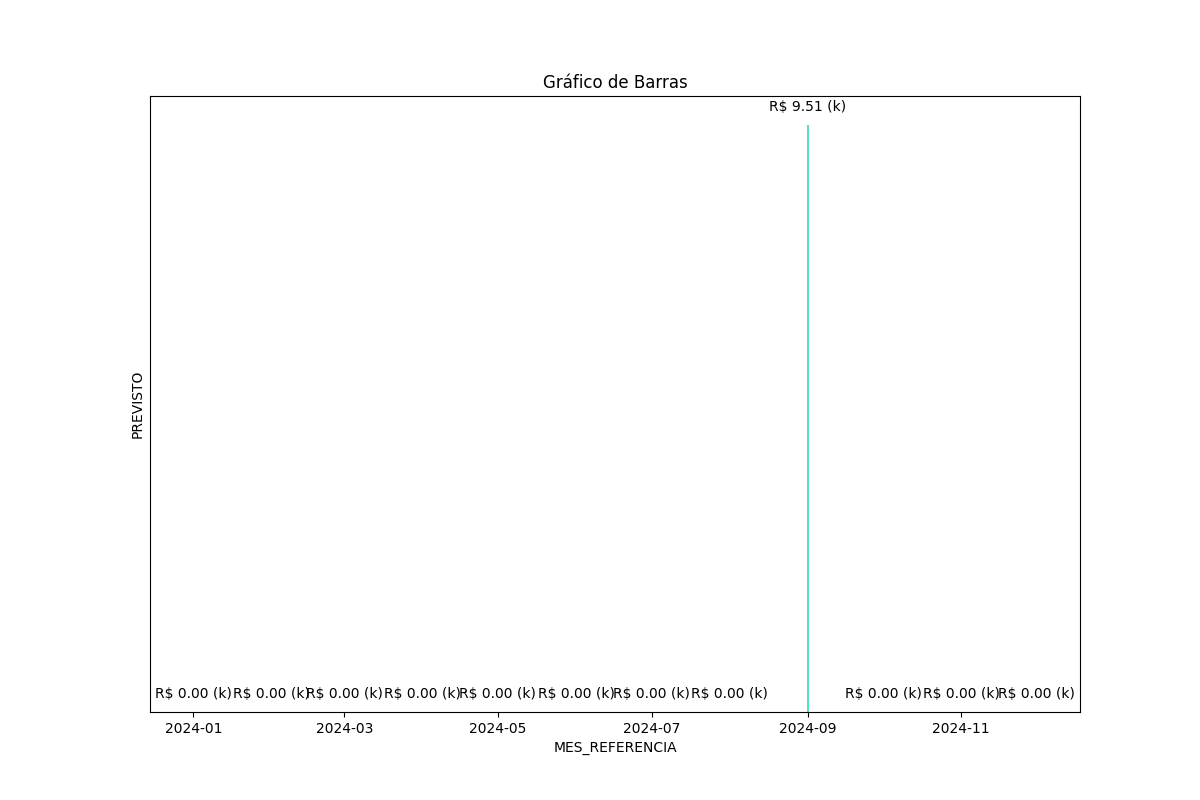 Gráfico de Barras
R$ 9.51 (k)
PREVISTO
R$ 0.00 (k) R$ 0.00 (k) R$ 0.00 (k) R$ 0.00 (k) R$ 0.00 (k) R$ 0.00 (k) R$ 0.00 (k) R$ 0.00 (k) R$ 0.00 (k) R$ 0.00 (k) R$ 0.00 (k)
2024-01 2024-03 2024-05 2024-07 2024-09 2024-11
MES_REFERENCIA